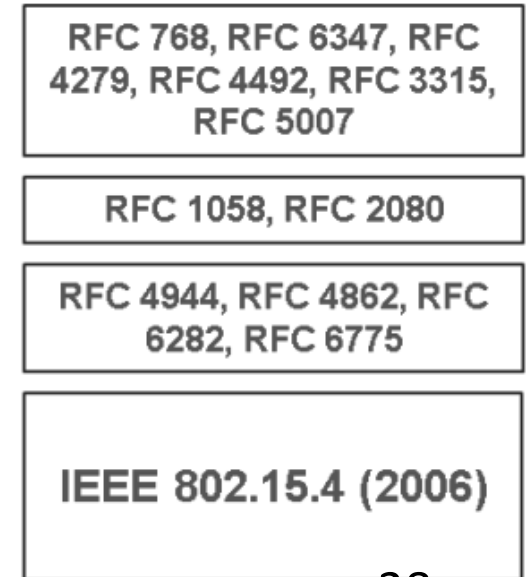 RFC 768, RFC 6347, RFC
4279, RFC 4492, RFC 3315,
RFC 5007
RFC 1058, RFC 2080
RFC 4944, RFC 4862, RFC
6282, RFC 6775
IEEE 802.15.4 (2006)